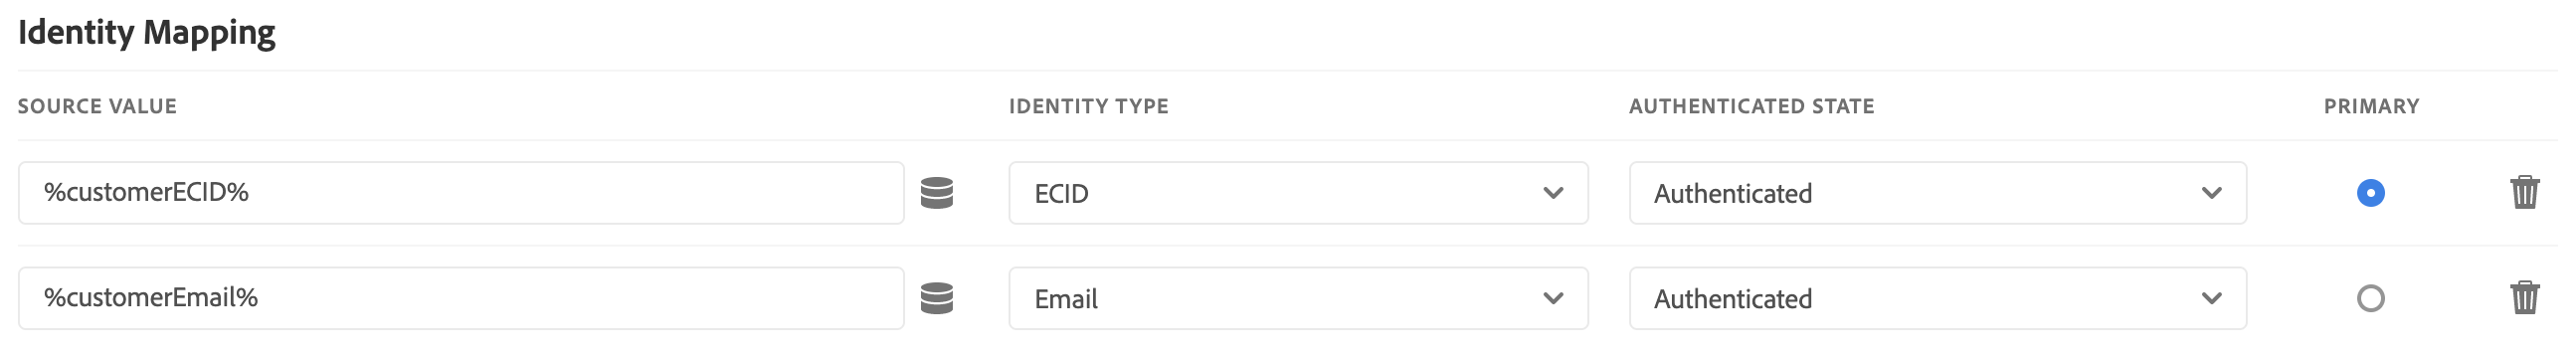 Identity Mapping
SOURCE VALUE IDENTITY TYPE AUTHENTICATED STATE PRIMARY
%customerECID% ECID Authenticated
%customerEmail% Email Authenticated